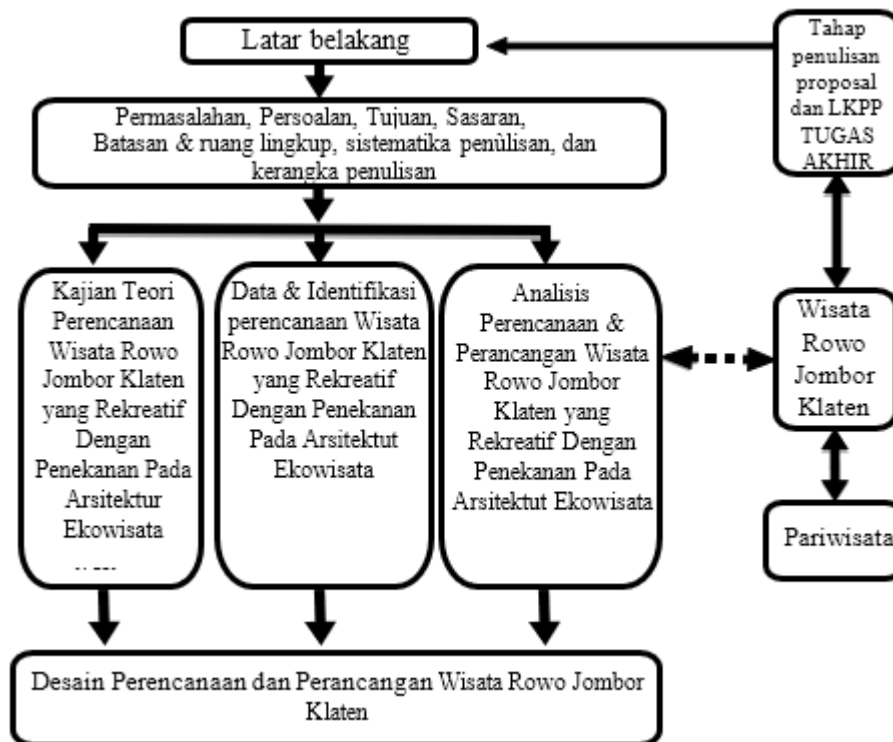 Latar belakang
Tahap
penulisan
proposal
dan LKPP
TUGAS
AKHIR
Permasalahan, Persoalan, Tujuan, Sasaran,
Batasan & ruang lingkup, sistematika penùlisan, dan
kerangka penulisan
Kajian Teori
Perencanaan
Wisata Rowo
Jombor Klaten
yang Rekreatif
Dengan
Penekanan Pada
Arsitektur
Ekowisata
Data & Identifikasi
perencanaan Wisata
Rowo Jombor Klaten
yang Rekreatif
Dengan Penekanan
Pada Arsitektut
Ekowisata
Analisis
Perencanaan &
Perancangan Wisata
Rowo Jombor
Klaten yang
Rekreatif Dengan
Penekanan Pada
Arsitektut Ekowisata
Wisata
Rowo
Jombor
Klaten
Pariwisata
Desain Perencanaan dan Perancangan Wisata Rowo Jombor
Klaten